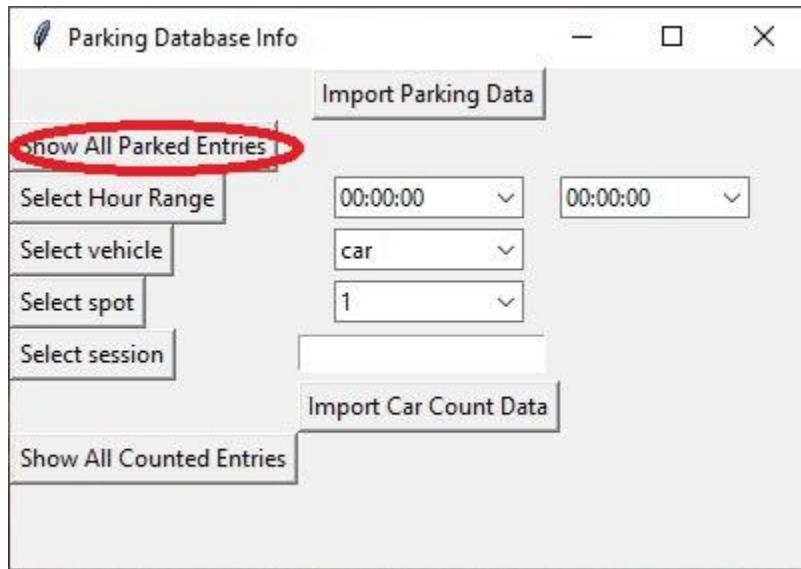 Parking Database Info
Import Parking Data
Show All Parked Entries
Select Hour Range 00:00:00 00:00:00
Select vehicle car
Select spot 1
Select session
Import Car Count Data
Show All Counted Entries